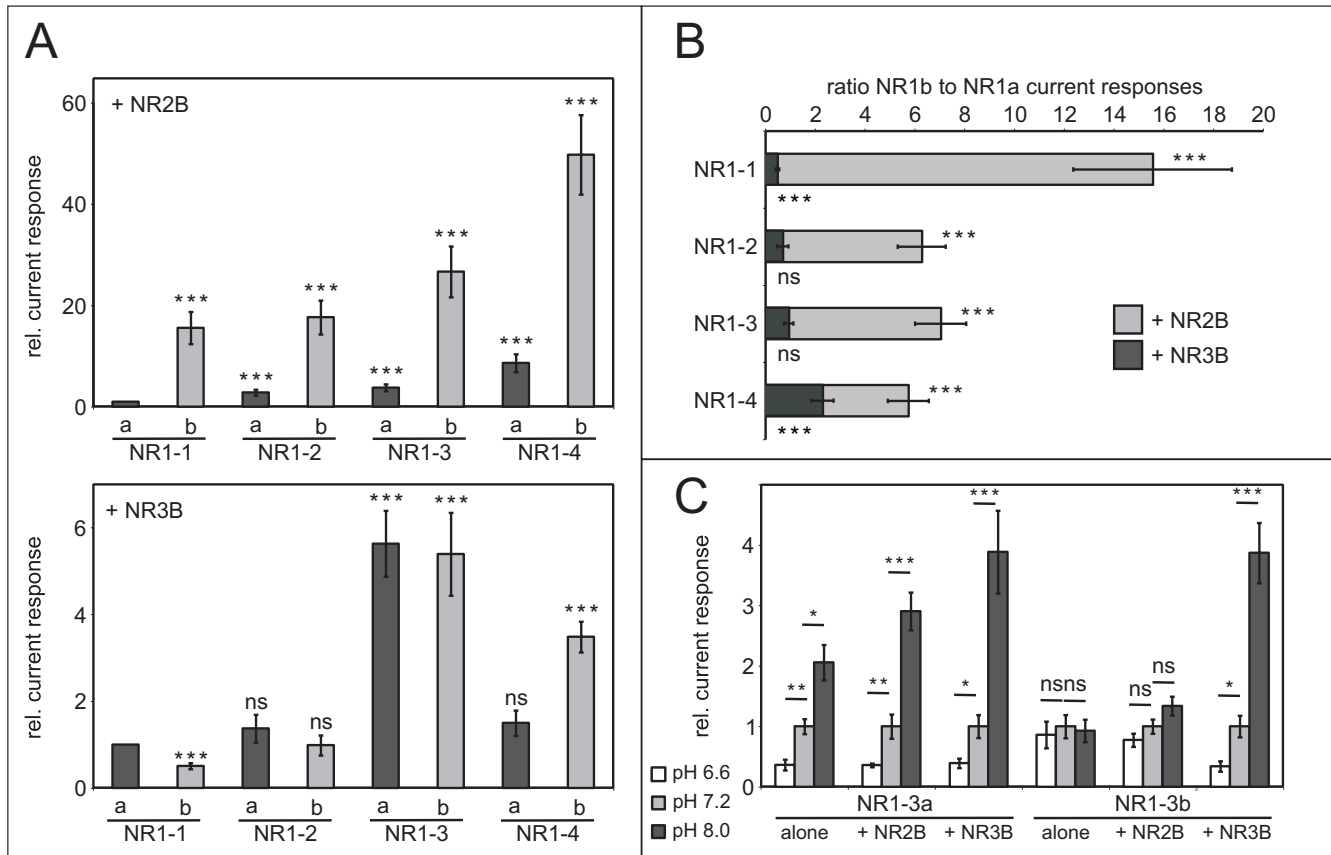 A
+ NR2B
rel. current response
60
40
20
0
***
***
***
***
***
***
***
a b a b a b a b
NR1-1 NR1-2 NR1-3 NR1-4
+ NR3B
rel. current response
6
4
2
0
***
ns
ns
***
***
ns
***
a b a b a b a b
NR1-1 NR1-2 NR1-3 NR1-4
B
ratio NR1b to NR1a current responses
0 2 4 6 8 10 12 14 16 18 20
NR1-1
***
***
NR1-2
***
ns
NR1-3
***
ns
NR1-4
***
***
+ NR2B
+ NR3B
C
rel. current response
4
3
2
1
0
**
*
**
***
*
***
ns
ns
ns
ns
*
***
pH 6.6
pH 7.2
pH 8.0
NR1-3a NR1-3b
alone + NR2B + NR3B alone + NR2B + NR3B